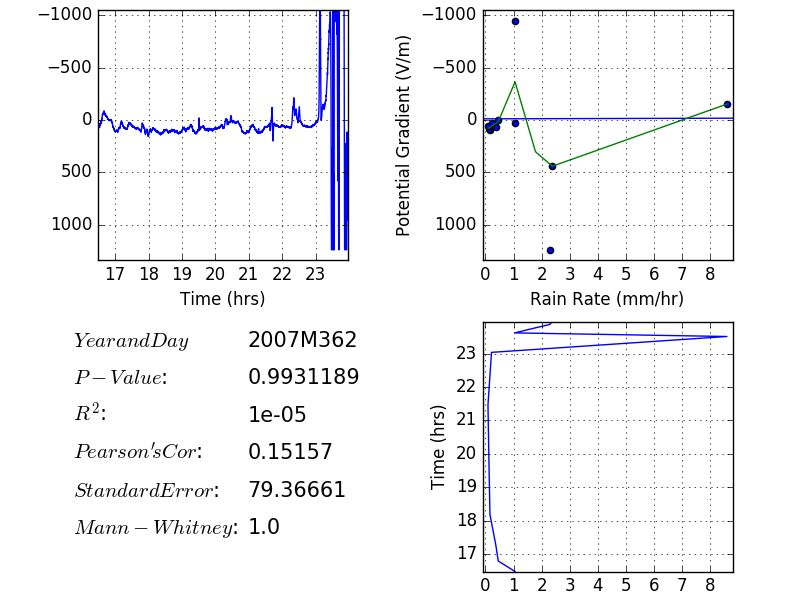 −1000
−500
0
500
1000
17 18 19 20 21 22 23
Time (hrs)
−1000
−500
0
500
1000
Potential Gradient (V/m)
0 1 2 3 4 5 6 7 8
Rain Rate (mm/hr)
YearandDay 2007M362
P−Value: 0.9931189
R²: 1e-05
Pearson'sCor: 0.15157
StandardError: 79.36661
Mann−Whitney: 1.0
23
22
21
20
19
18
17
Time (hrs)
0 1 2 3 4 5 6 7 8